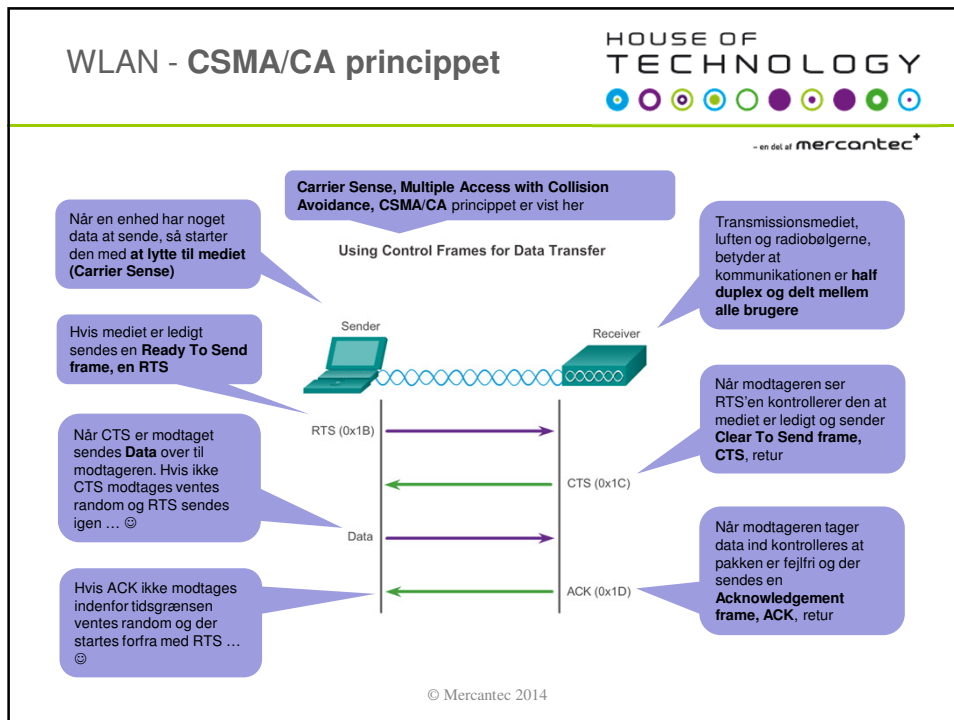 WLAN - CSMA/CA princippet
HOUSE OF
TECHNOLOGY
– en del af mercantec+
Carrier Sense, Multiple Access with Collision
Avoidance, CSMA/CA princippet er vist her
Når en enhed har noget
data at sende, så starter
den med at lytte til mediet
(Carrier Sense)
Transmissionsmediet,
luften og radiobølgerne,
betyder at
kommunikationen er half
duplex og delt mellem
alle brugere
Using Control Frames for Data Transfer
Sender
Receiver
Hvis mediet er ledigt
sendes en Ready To Send
frame, en RTS
Når modtageren ser
RTS'en kontrollerer den at
mediet er ledigt og sender
Clear To Send frame,
CTS, retur
RTS (0x1B)
Når CTS er modtaget
sendes Data over til
modtageren. Hvis ikke
CTS modtages ventes
random og RTS sendes
igen … ☺
CTS (0x1C)
Data
Når modtageren tager
data ind kontrolleres at
pakken er fejlfri og der
sendes en
Acknowledgement
frame, ACK, retur
Hvis ACK ikke modtages
indenfor tidsgrænsen
ventes random og der
startes forfra med RTS …
☺
ACK (0x1D)
© Mercantec 2014